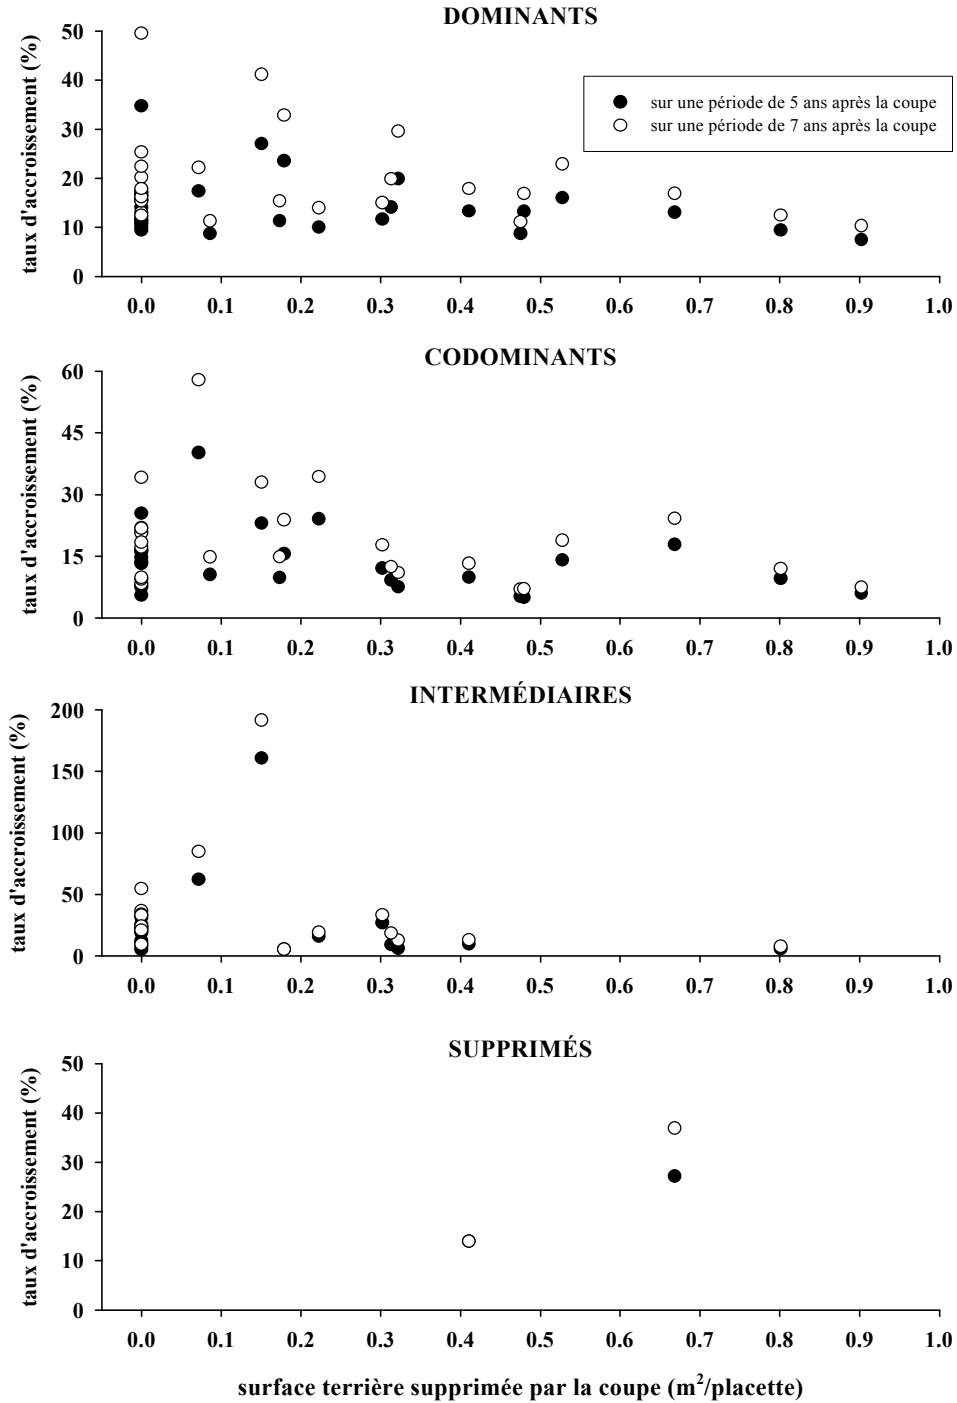 DOMINANTS
taux d'accroissement (%)
50
40
30
20
10
0
sur une période de 5 ans après la coupe
sur une période de 7 ans après la coupe
0.0 0.1 0.2 0.3 0.4 0.5 0.6 0.7 0.8 0.9 1.0
CODOMINANTS
taux d'accroissement (%)
60
45
30
15
0
0.0 0.1 0.2 0.3 0.4 0.5 0.6 0.7 0.8 0.9 1.0
INTERMÉDIAIRES
taux d'accroissement (%)
200
150
100
50
0
0.0 0.1 0.2 0.3 0.4 0.5 0.6 0.7 0.8 0.9 1.0
SUPPRIMÉS
taux d'accroissement (%)
50
40
30
20
10
0
0.0 0.1 0.2 0.3 0.4 0.5 0.6 0.7 0.8 0.9 1.0
surface terrière supprimée par la coupe (m²/placette)